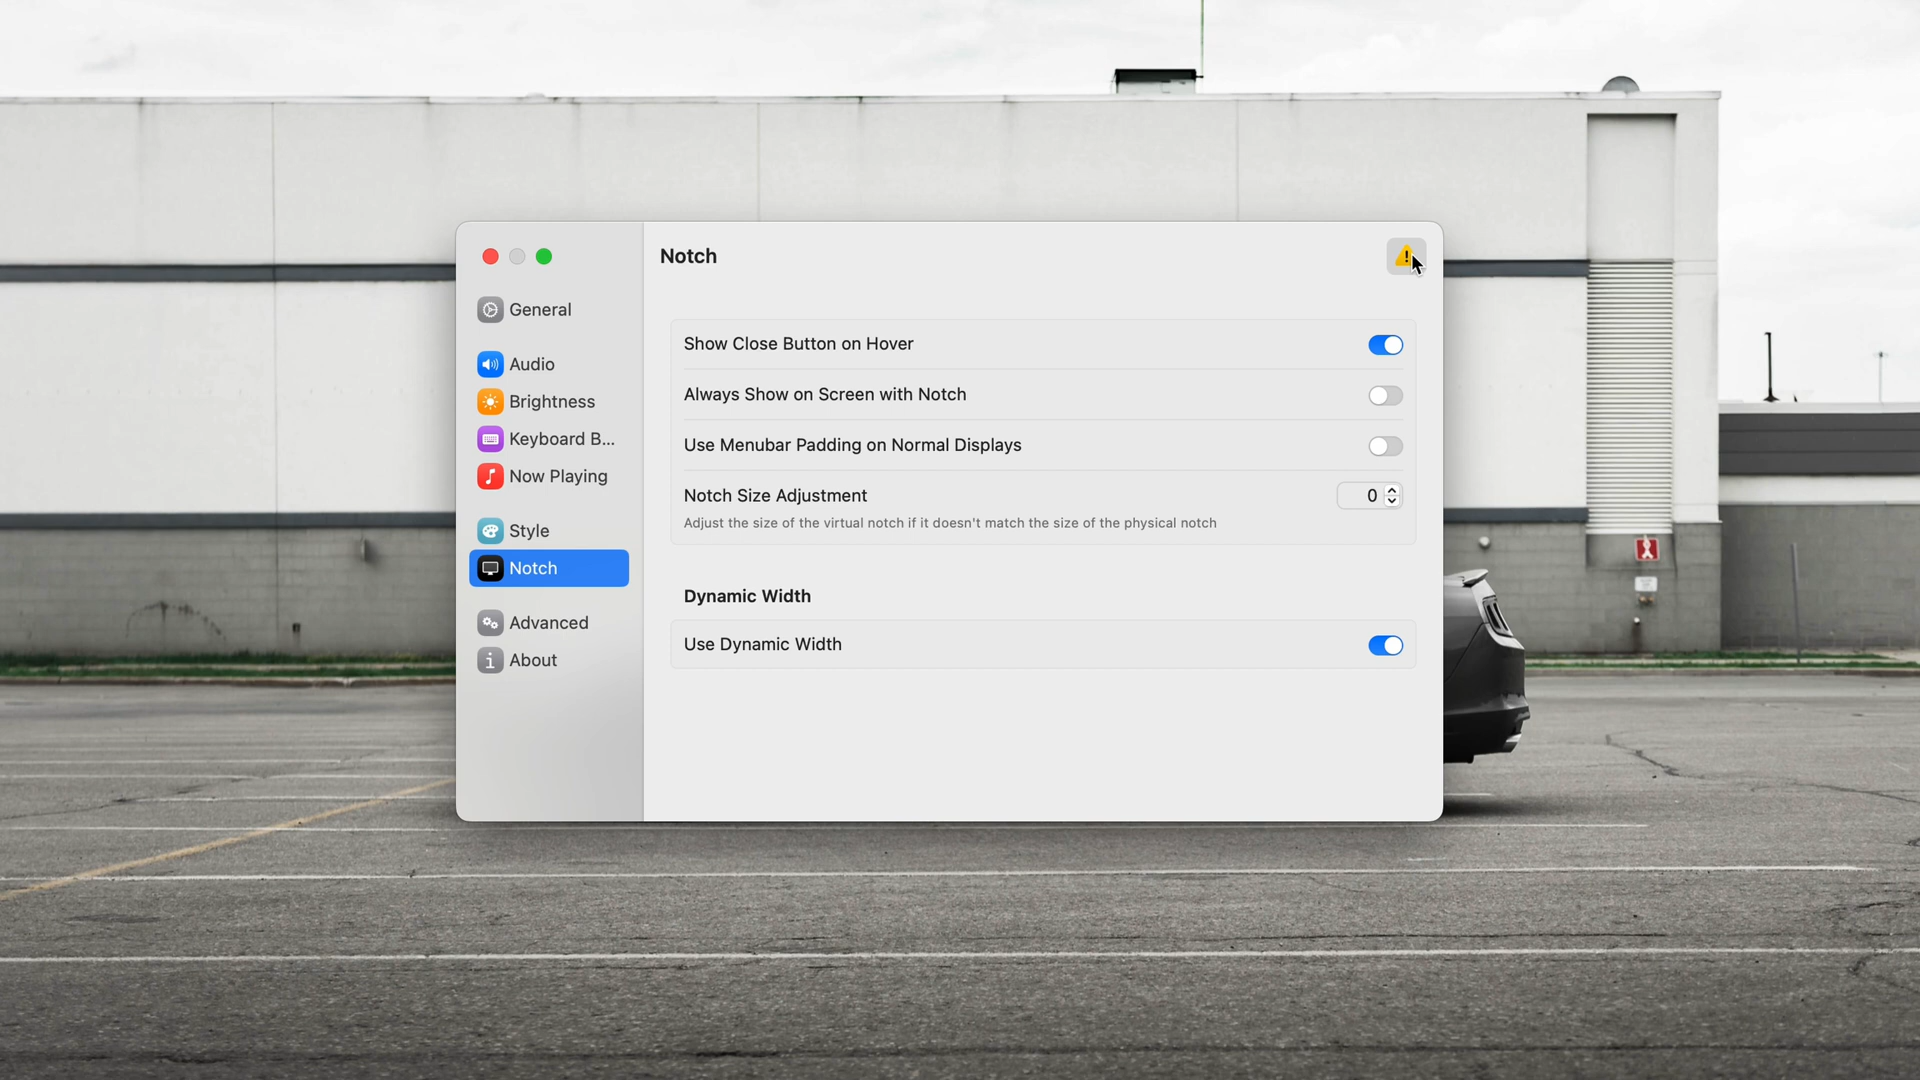 Notch
General
Audio
Brightness
Keyboard B...
Now Playing
Style
Notch
Advanced
About
Show Close Button on Hover
Always Show on Screen with Notch
Use Menubar Padding on Normal Displays
Notch Size Adjustment
0
Adjust the size of the virtual notch if it doesn't match the size of the physical notch
Dynamic Width
Use Dynamic Width